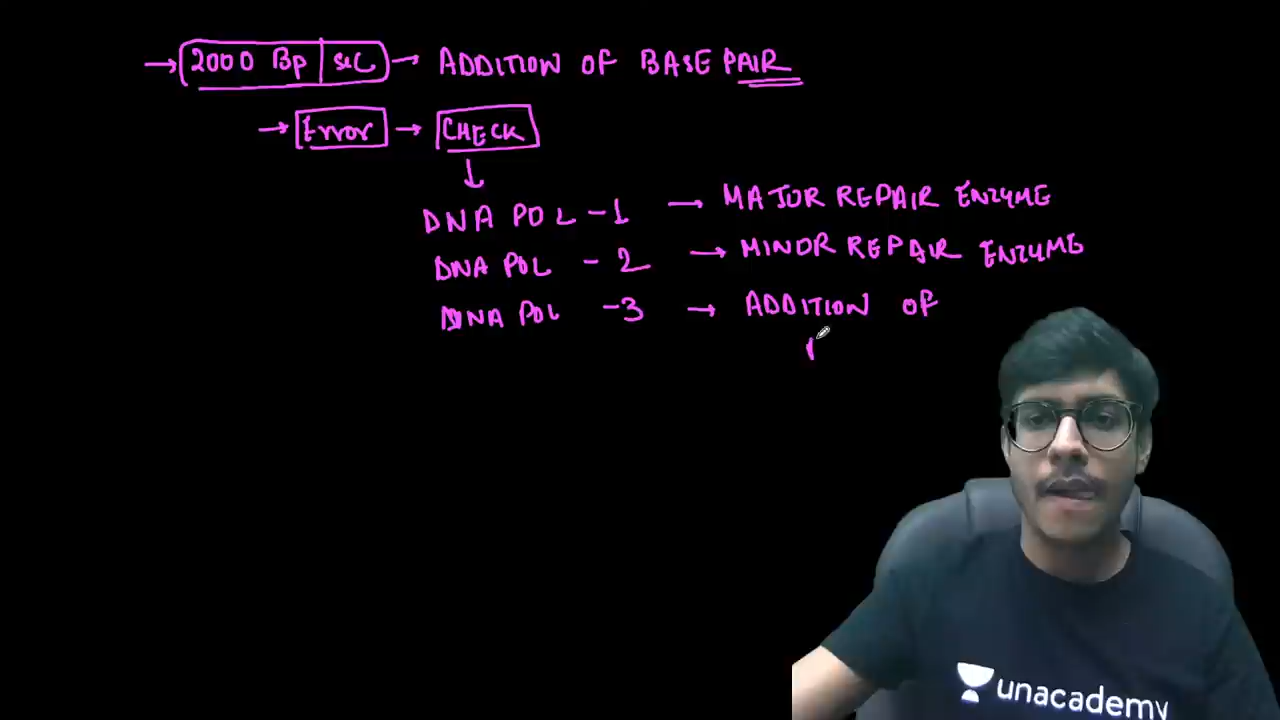 → 2000 Bp | sec → ADDITION OF BASE PAIR
→ Error → CHECK
↓
DNA POL - 1 → MAJOR REPAIR ENZYME
DNA POL - 2 → MINOR REPAIR ENZYME
DNA POL - 3 → ADDITION OF
unacademy